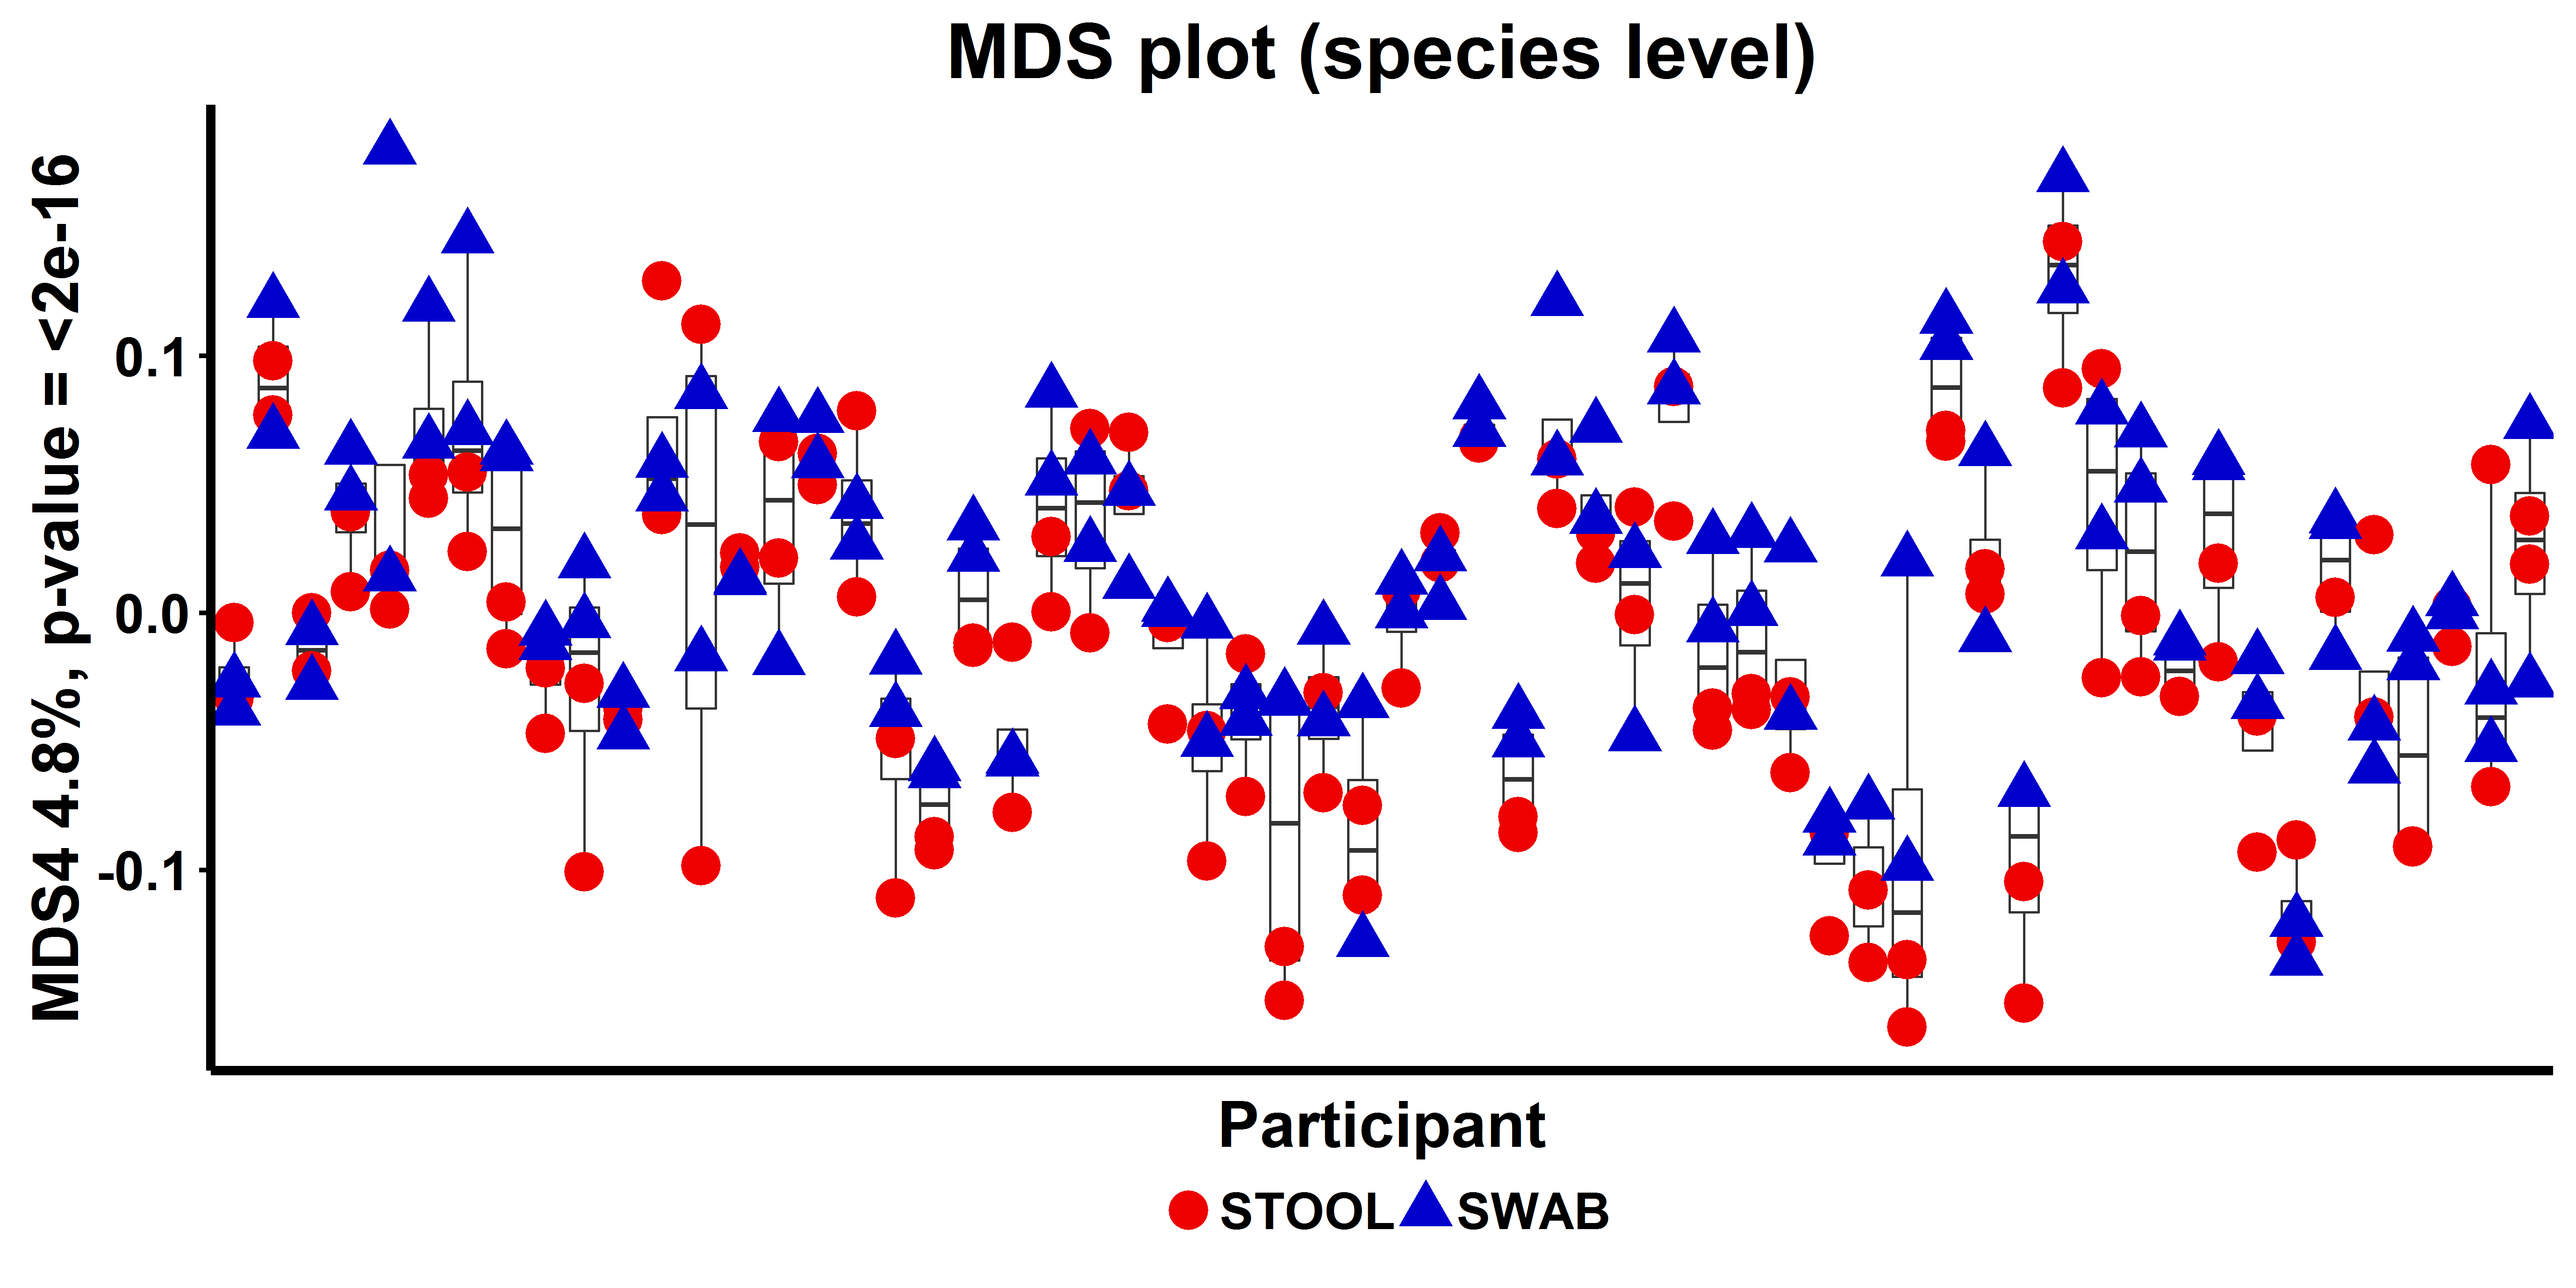 MDS plot (species level)
MDS4 4.8%, p-value = <2e-16
0.1
0.0
-0.1
Participant
STOOL SWAB